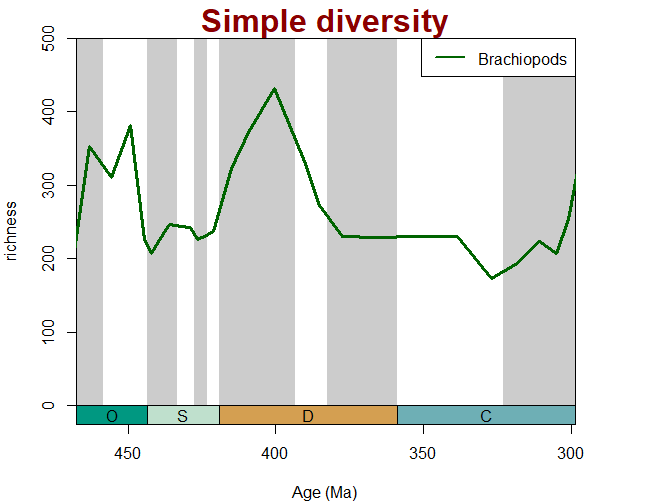 Simple diversity
Brachiopods
500
400
300
200
100
0
richness
O S D C
450 400 350 300
Age (Ma)